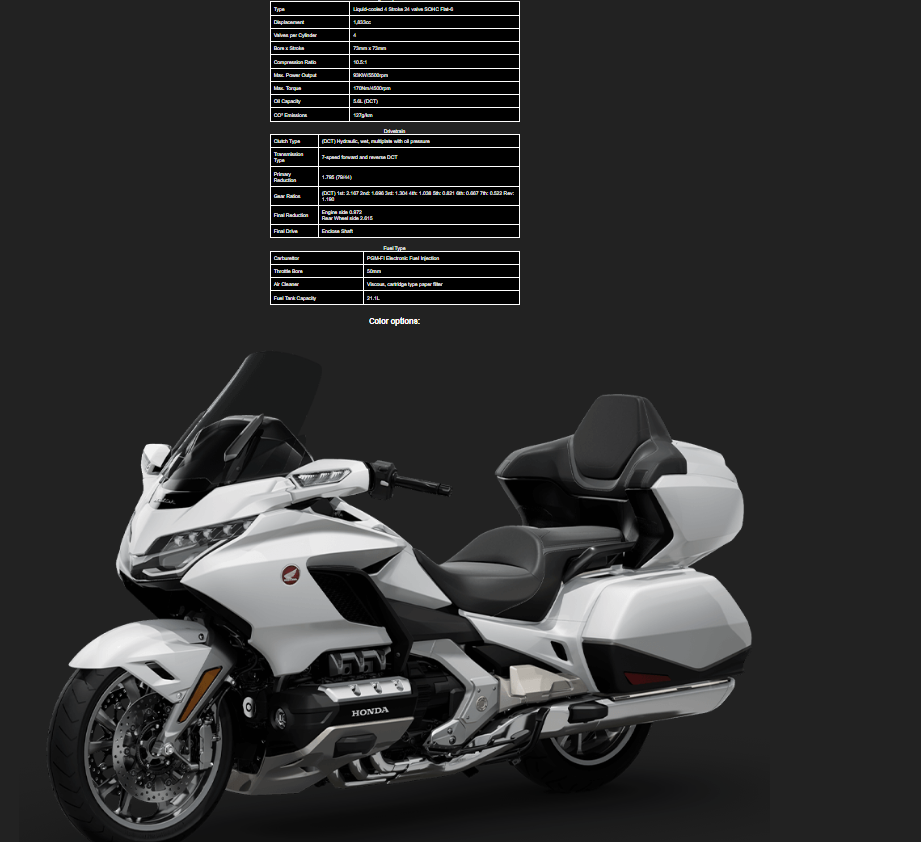 Type Liquid-cooled 4 Stroke 24 valve SOHC Flat-6
Displacement 1,833cc
Valves per Cylinder 4
Bore x Stroke 73mm x 73mm
Compression Ratio 10.5:1
Max. Power Output 93KW/5500rpm
Max. Torque 170Nm/4500rpm
Oil Capacity 5.6L (DCT)
CO² Emissions 127g/km
Drivetrain
Clutch Type (DCT) Hydraulic, wet, multiplate with oil pressure
Transmission
Type
7-speed forward and reverse DCT
Primary
Reduction
1.795 (79/44)
Gear Ratios
(DCT) 1st: 2.167 2nd: 1.696 3rd: 1.304 4th: 1.038 5th: 0.821 6th: 0.667 7th: 0.522 Rev:
1.190
Final Reduction
Engine side 0.972
Rear Wheel side 2.615
Final Drive Enclose Shaft
Fuel Type
Carburettor PGM-FI Electronic Fuel Injection
Throttle Bore 50mm
Air Cleaner Viscous, cartridge type paper filter
Fuel Tank Capacity 21.1L
Color options:
HONDA